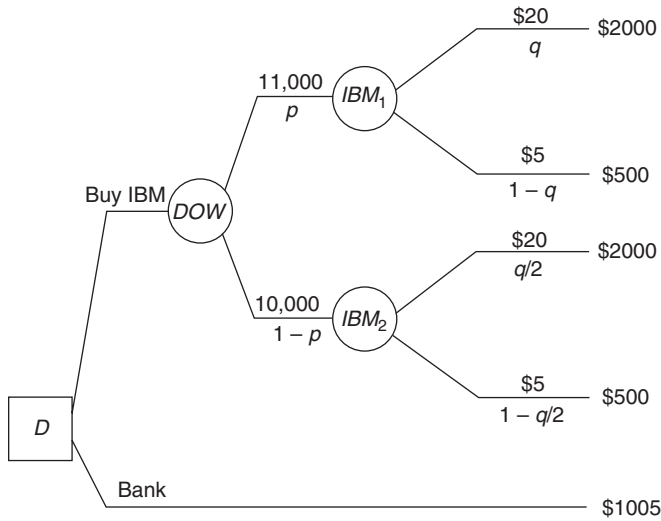 $20
$2000
q
11,000
IBM1
p
$5
$500
1 – q
Buy IBM
DOW
$20
$2000
q/2
10,000
IBM2
1 – p
$5
$500
1 – q/2
D
Bank
$1005